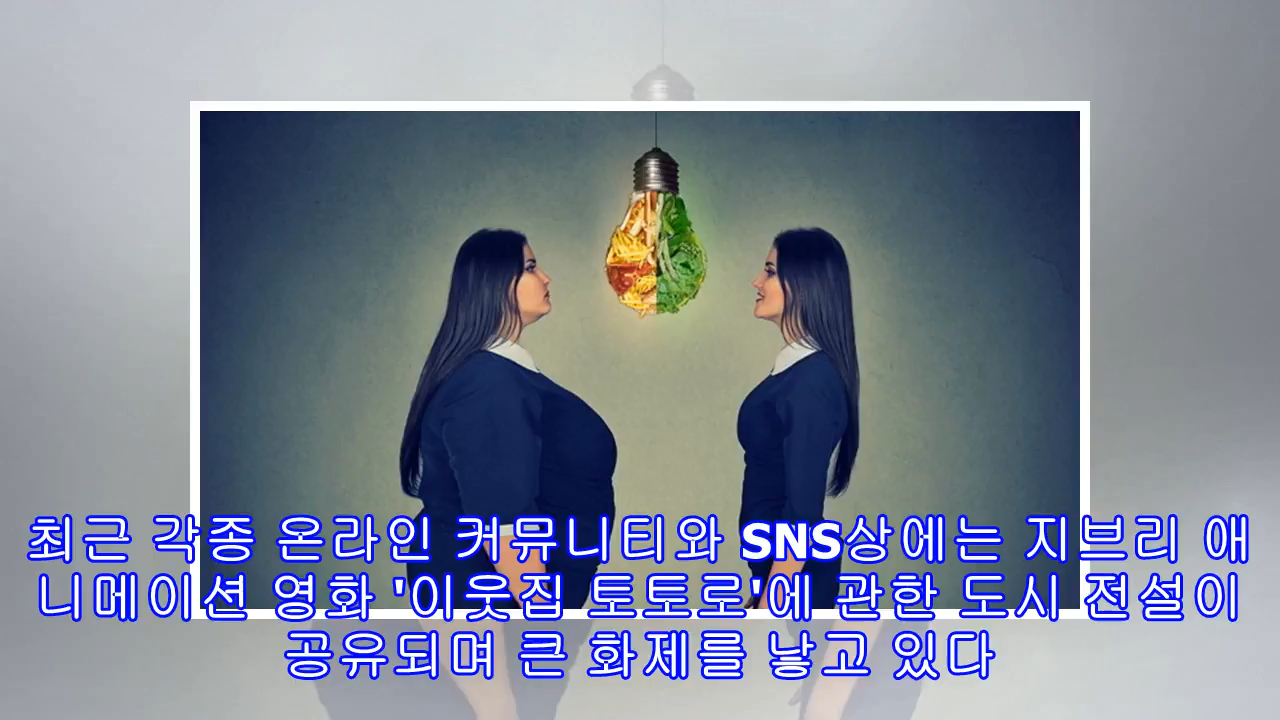 최근 각종 온라인 커뮤니티와 SNS상에는 지브리 애
니메이션 영화 '이웃집 토토로'에 관한 도시 전설이
공유되며 큰 화제를 낳고 있다